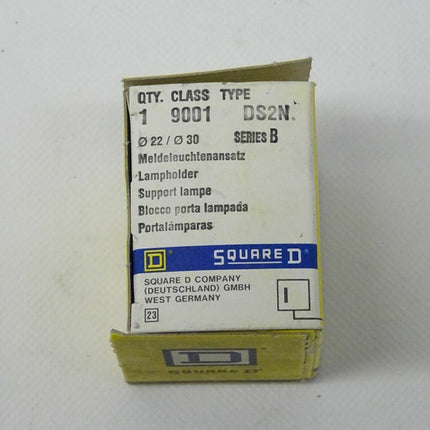 QTY. CLASS TYPE
1 9001 DS2N
Ø 22 / Ø 30 SERIES B
Meldeleuchtenansatz
Lampholder
Support lampe
Blocco porta lampada
Portalámparas
D SQUARE D
SQUARE D COMPANY
(DEUTSCHLAND) GMBH
WEST GERMANY
23
D
SQUARE D